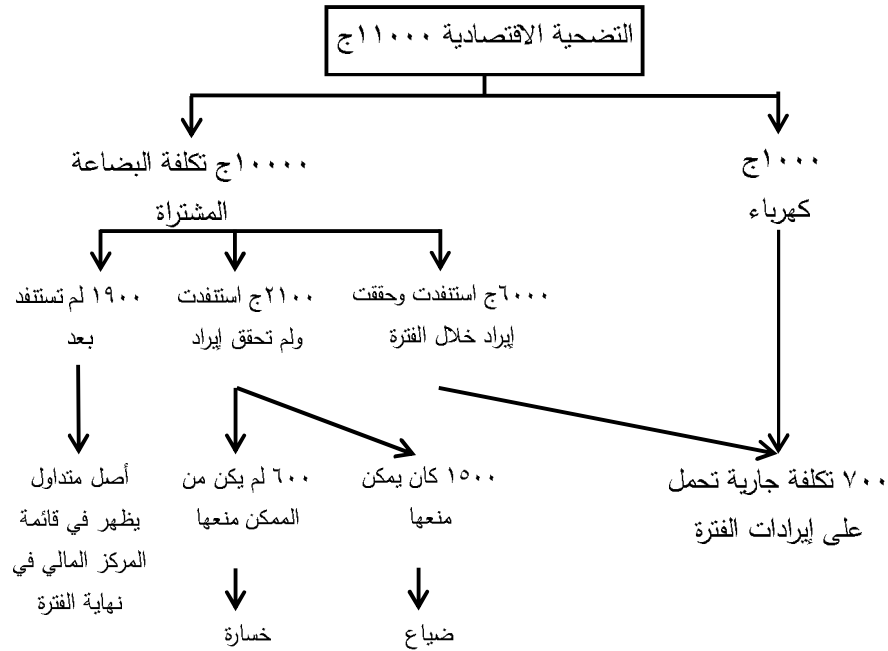 التضحية الاقتصادية ١١٠٠٠ج
١٠٠٠ج
كهرباء
١٠٠٠٠ج تكلفة البضاعة
المشتراة
٦٠٠٠ج استنفدت وحققت
إيراد خلال الفترة
٢١٠٠ج استنفدت
ولم تحقق إيراد
١٩٠٠ لم تستنفد
بعد
٧٠٠ تكلفة جارية تحمل
على إيرادات الفترة
١٥٠٠ كان يمكن
منعها
٦٠٠ لم يكن من
الممكن منعها
أصل متداول
يظهر في قائمة
المركز المالي في
نهاية الفترة
ضياع
خسارة